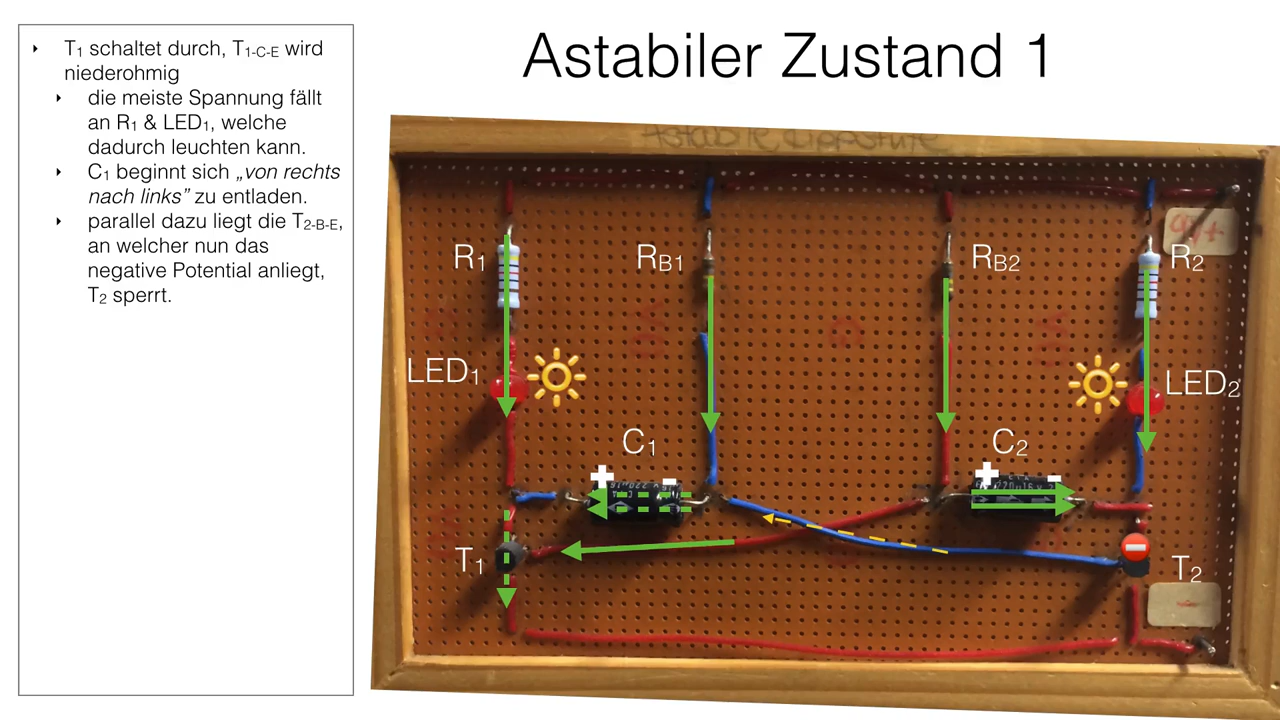 Astabiler Zustand 1
‣ T₁ schaltet durch, T₁₋C₋E wird
niederohmig
‣ die meiste Spannung fällt
an R₁ & LED₁, welche
dadurch leuchten kann.
‣ C₁ beginnt sich „von rechts
nach links” zu entladen.
‣ parallel dazu liegt die T₂₋B₋E,
an welcher nun das
negative Potential anliegt,
T₂ sperrt.
Astabile Kippstufe
R₁
RB1
RB2
R₂
LED₁
LED₂
C₁
C₂
+
-
+
-
T₁
T₂